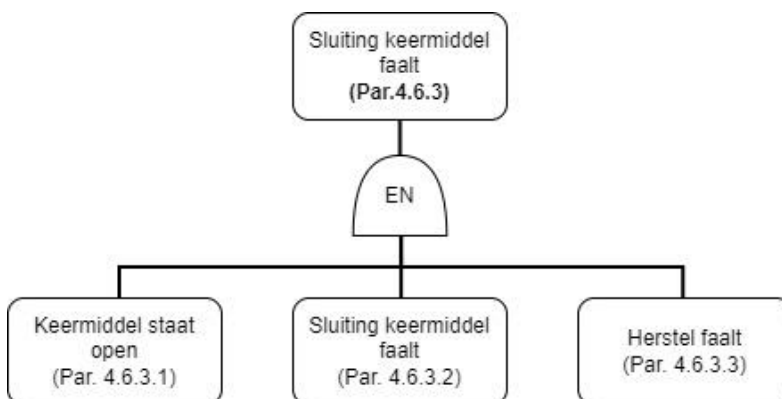 Sluiting keermiddel
faalt
(Par.4.6.3)
EN
Keermiddel staat
open
(Par. 4.6.3.1)
Sluiting keermiddel
faalt
(Par. 4.6.3.2)
Herstel faalt
(Par. 4.6.3.3)